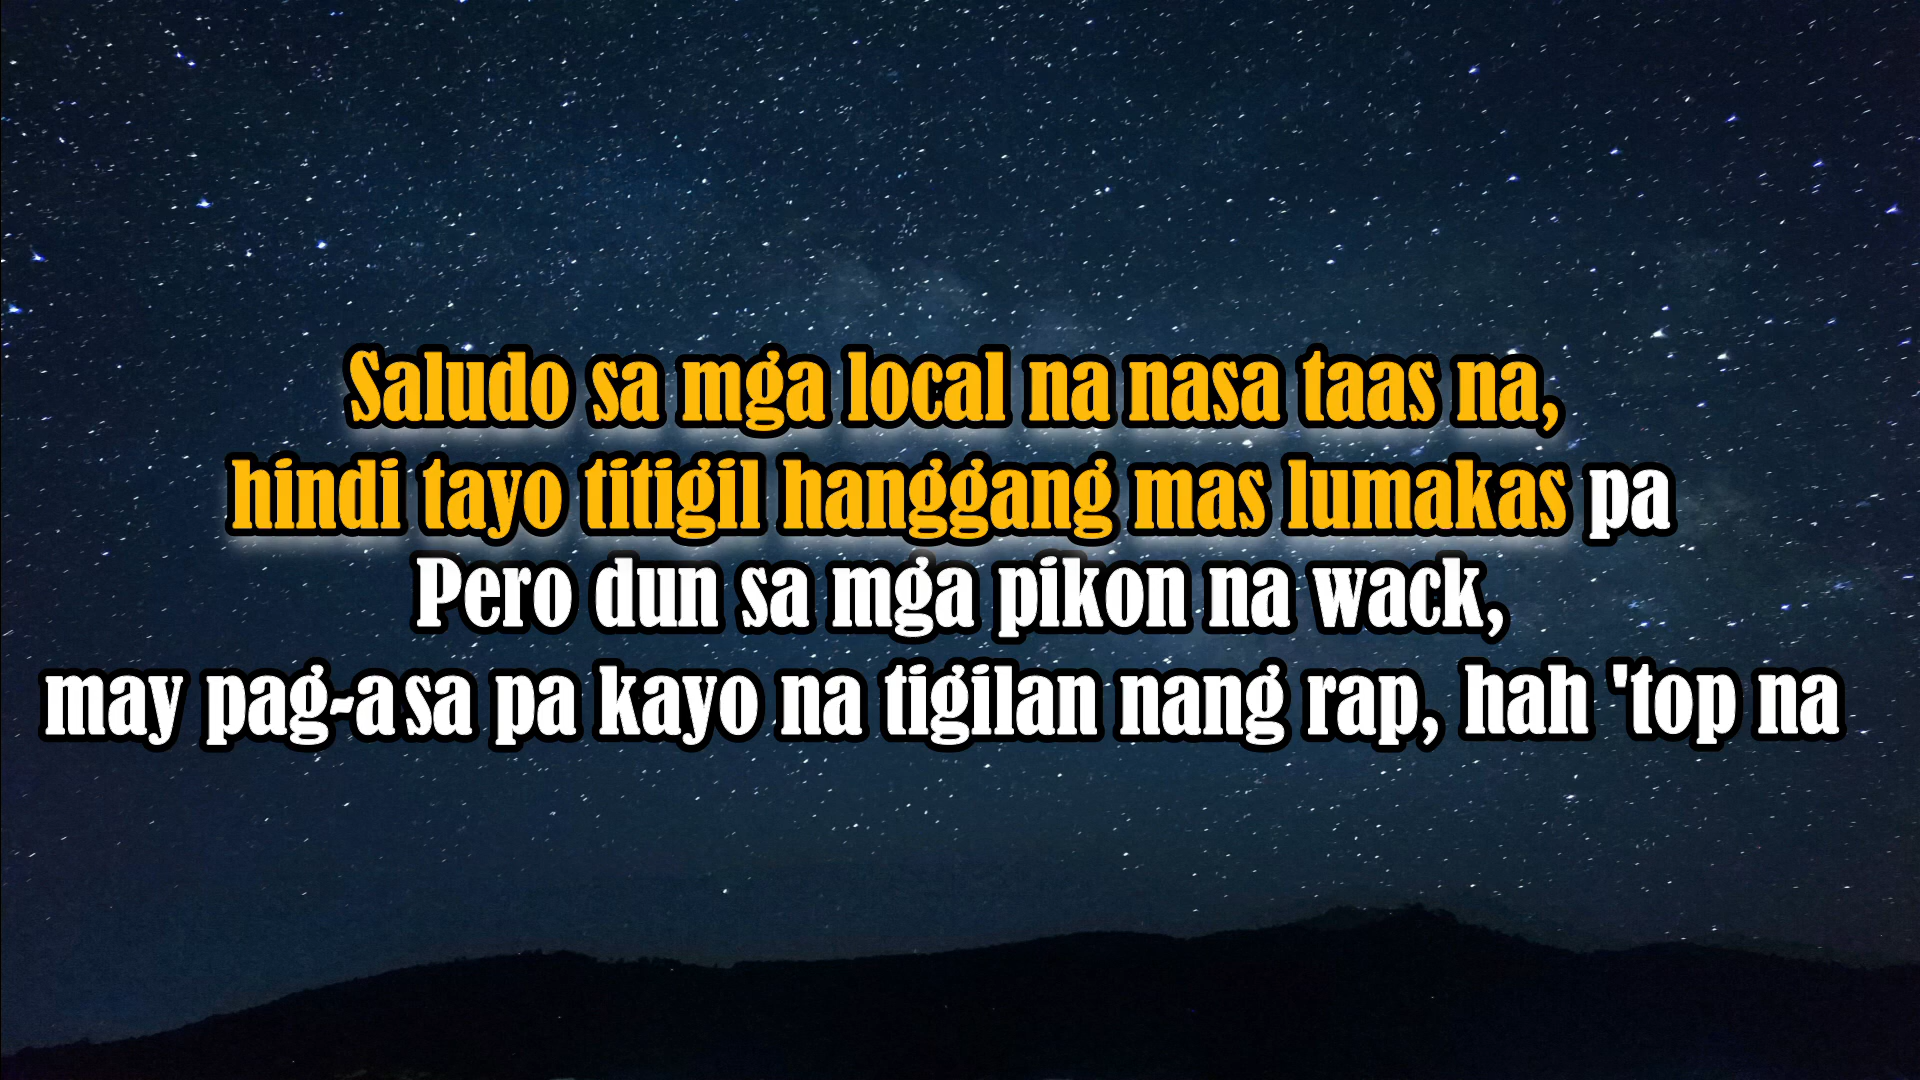 Saludo sa mga local na nasa taas na,
hindi tayo titigil hanggang mas lumakas pa
Pero dun sa mga pikon na wack,
may pag-asa pa kayo na tigilan nang rap, hah 'top na